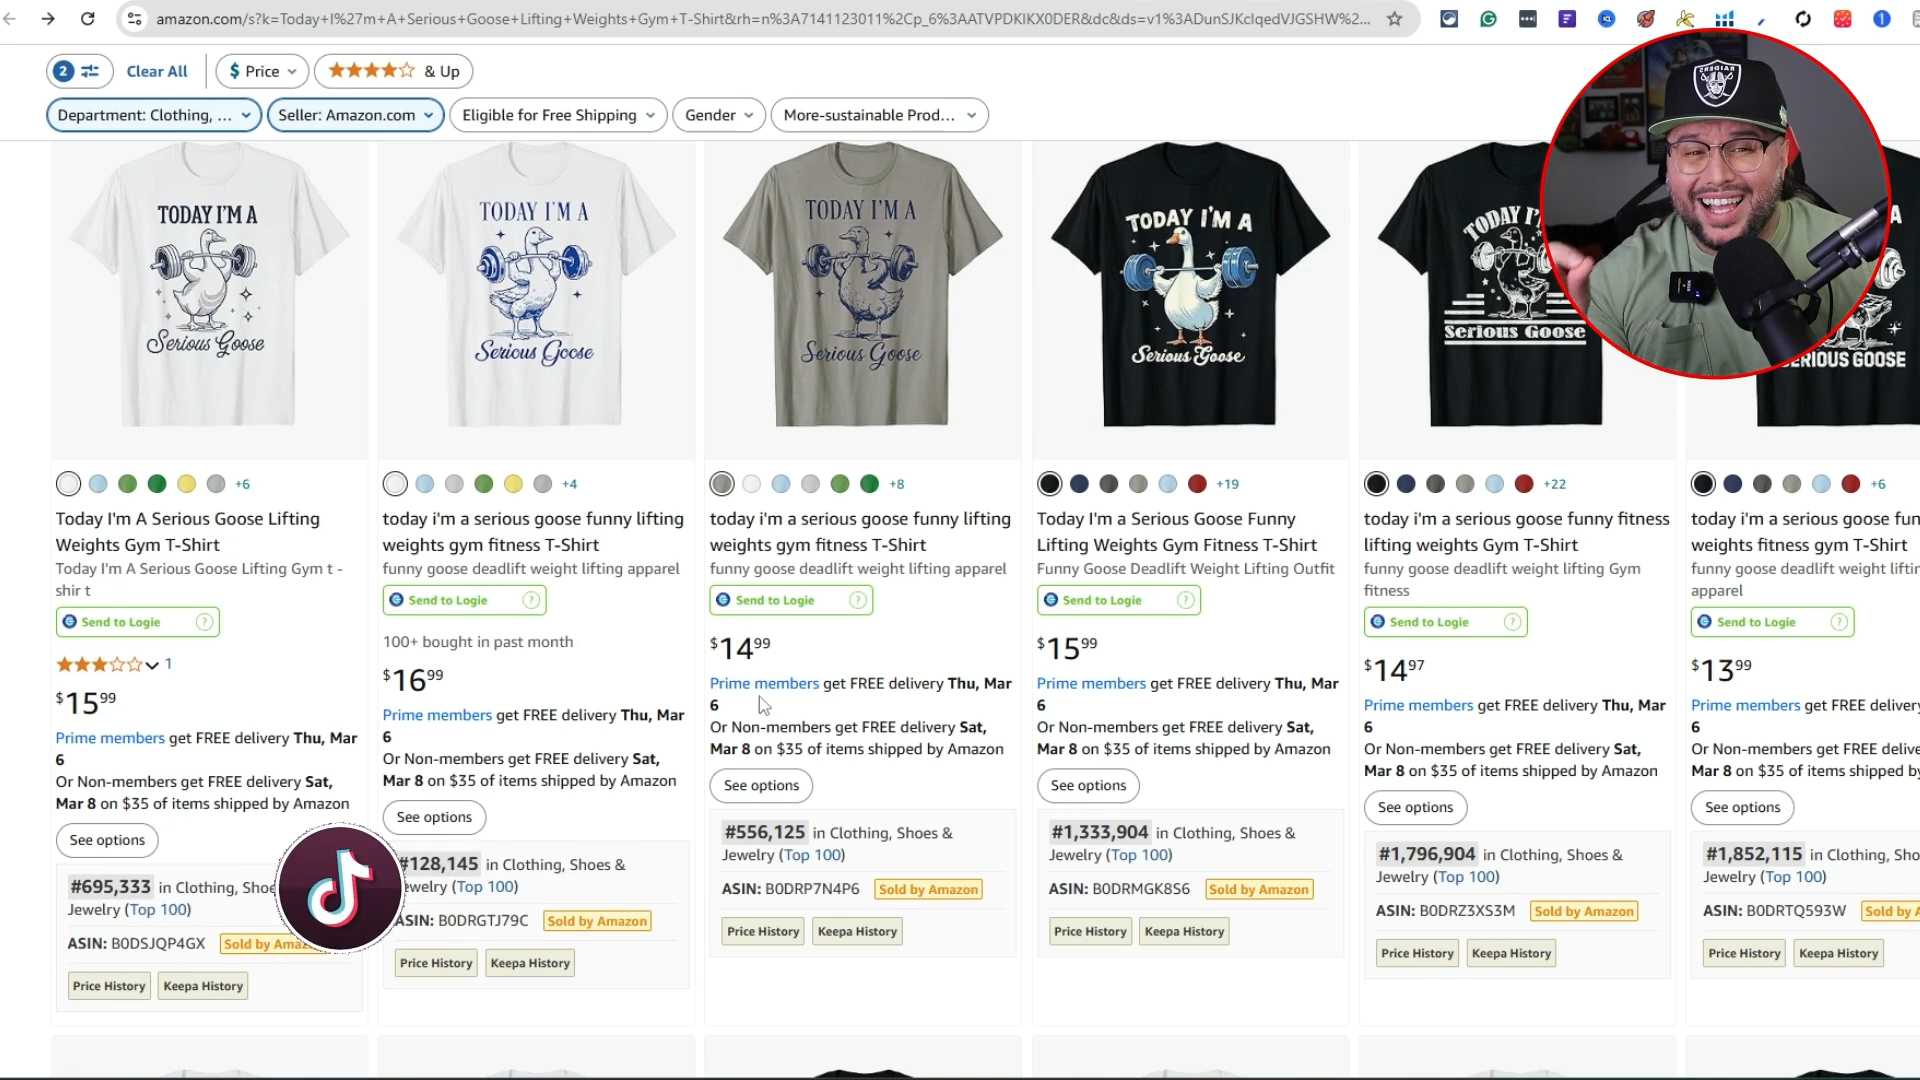 amazon.com/s?k=Today+I%27m+A+Serious+Goose+Lifting+Weights+Gym+T-Shirt&rh=n%3A7141123011%2Cp_6%3AATVPDKIKX0DER&dc&ds=v1%3ADunSJKclqedVJGSHW%2...
2
Clear All
$ Price
& Up
Department: Clothing, ...
Seller: Amazon.com
Eligible for Free Shipping
Gender
More-sustainable Prod...
RAIDERS
TODAY I'M A
Serious Goose
TODAY I'M A
Serious Goose
TODAY I'M A
Serious Goose
TODAY I'M A
Serious Goose
TODAY I'
Serious Goose
A
SERIOUS GOOSE
+6
Today I'm A Serious Goose Lifting
Weights Gym T-Shirt
Today I'm A Serious Goose Lifting Gym t -
shir t
Send to Logie ?
1
$15 99
Prime members get FREE delivery Thu, Mar
6
Or Non-members get FREE delivery Sat,
Mar 8 on $35 of items shipped by Amazon
See options
#695,333 in Clothing, Shoe
Jewelry (Top 100)
ASIN: B0DSJQP4GX Sold by Amaz
Price History Keepa History
+4
today i'm a serious goose funny lifting
weights gym fitness T-Shirt
funny goose deadlift weight lifting apparel
Send to Logie ?
100+ bought in past month
$16 99
Prime members get FREE delivery Thu, Mar
6
Or Non-members get FREE delivery Sat,
Mar 8 on $35 of items shipped by Amazon
See options
#128,145 in Clothing, Shoes &
ewelry (Top 100)
ASIN: B0DRGTJ79C Sold by Amazon
Price History Keepa History
+8
today i'm a serious goose funny lifting
weights gym fitness T-Shirt
funny goose deadlift weight lifting apparel
Send to Logie ?
$14 99
Prime members get FREE delivery Thu, Mar
6
Or Non-members get FREE delivery Sat,
Mar 8 on $35 of items shipped by Amazon
See options
#556,125 in Clothing, Shoes &
Jewelry (Top 100)
ASIN: B0DRP7N4P6 Sold by Amazon
Price History Keepa History
+19
Today I'm a Serious Goose Funny
Lifting Weights Gym Fitness T-Shirt
Funny Goose Deadlift Weight Lifting Outfit
Send to Logie ?
$15 99
Prime members get FREE delivery Thu, Mar
6
Or Non-members get FREE delivery Sat,
Mar 8 on $35 of items shipped by Amazon
See options
#1,333,904 in Clothing, Shoes &
Jewelry (Top 100)
ASIN: B0DRMGK8S6 Sold by Amazon
Price History Keepa History
+22
today i'm a serious goose funny fitness
lifting weights Gym T-Shirt
funny goose deadlift weight lifting Gym
fitness
Send to Logie ?
$14 97
Prime members get FREE delivery Thu, Mar
6
Or Non-members get FREE delivery Sat,
Mar 8 on $35 of items shipped by Amazon
See options
#1,796,904 in Clothing, Shoes &
Jewelry (Top 100)
ASIN: B0DRZ3XS3M Sold by Amazon
Price History Keepa History
+6
today i'm a serious goose fun
weights fitness gym T-Shirt
funny goose deadlift weight liftin
apparel
Send to Logie ?
$13 99
Prime members get FREE delivery
6
Or Non-members get FREE delive
Mar 8 on $35 of items shipped by
See options
#1,852,115 in Clothing, Sho
Jewelry (Top 100)
ASIN: B0DRTQ593W Sold by A
Price History Keepa History